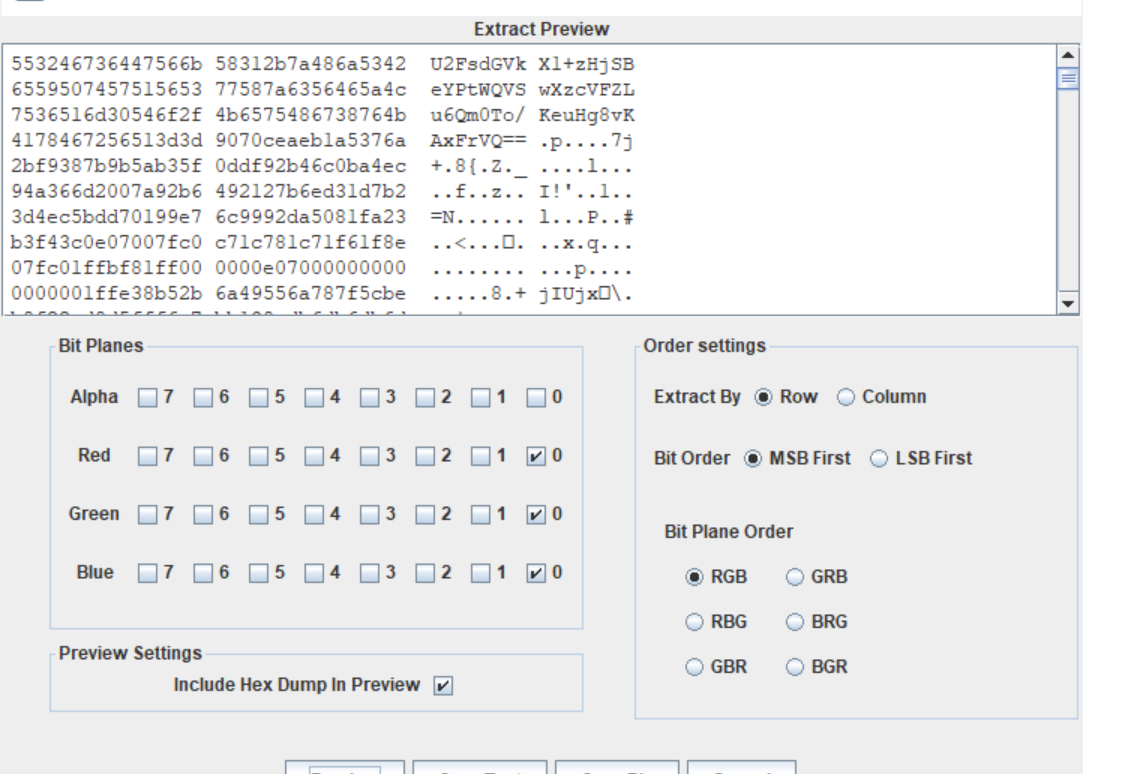 Extract Preview
553246736447566b 58312b7a486a5342 U2FsdGVk X1+zHjSB
6559507457515653 77587a6356465a4c eYPtWQVS wXzcVFZL
7536516d30546f2f 4b6575486738764b u6Qm0To/ KeuHg8vK
4178467256513d3d 9070ceaeb1a5376a AxFrVQ== .p....7j
2bf9387b9b5ab35f 0ddf92b46c0ba4ec +.8{.Z._ ....l...
94a366d2007a92b6 492127b6ed31d7b2 ..f..z.. I!'..1..
3d4ec5bdd70199e7 6c9992da5081fa23 =N...... l...P..#
b3f43c0e07007fc0 c71c781c71f61f8e ..<...□. ..x.q...
07fc01ffbf81ff00 0000e07000000000 ........ ...p....
0000001ffe38b52b 6a49556a787f5cbe .....8.+ jIUjx□\.
Bit Planes
Alpha 7 6 5 4 3 2 1 0
Red 7 6 5 4 3 2 1 0
Green 7 6 5 4 3 2 1 0
Blue 7 6 5 4 3 2 1 0
Preview Settings
Include Hex Dump In Preview
Order settings
Extract By Row Column
Bit Order MSB First LSB First
Bit Plane Order
RGB GRB
RBG BRG
GBR BGR